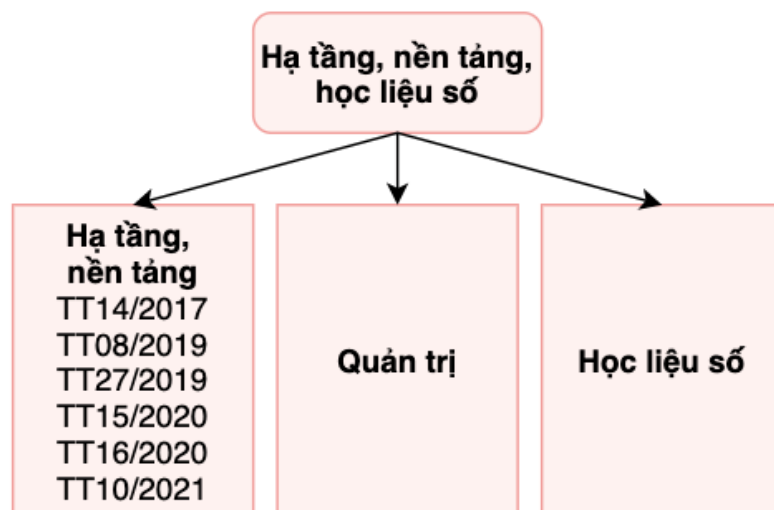 Hạ tầng, nền tảng,
học liệu số
Hạ tầng,
nền tảng
TT14/2017
TT08/2019
TT27/2019
TT15/2020
TT16/2020
TT10/2021
Quản trị
Học liệu số